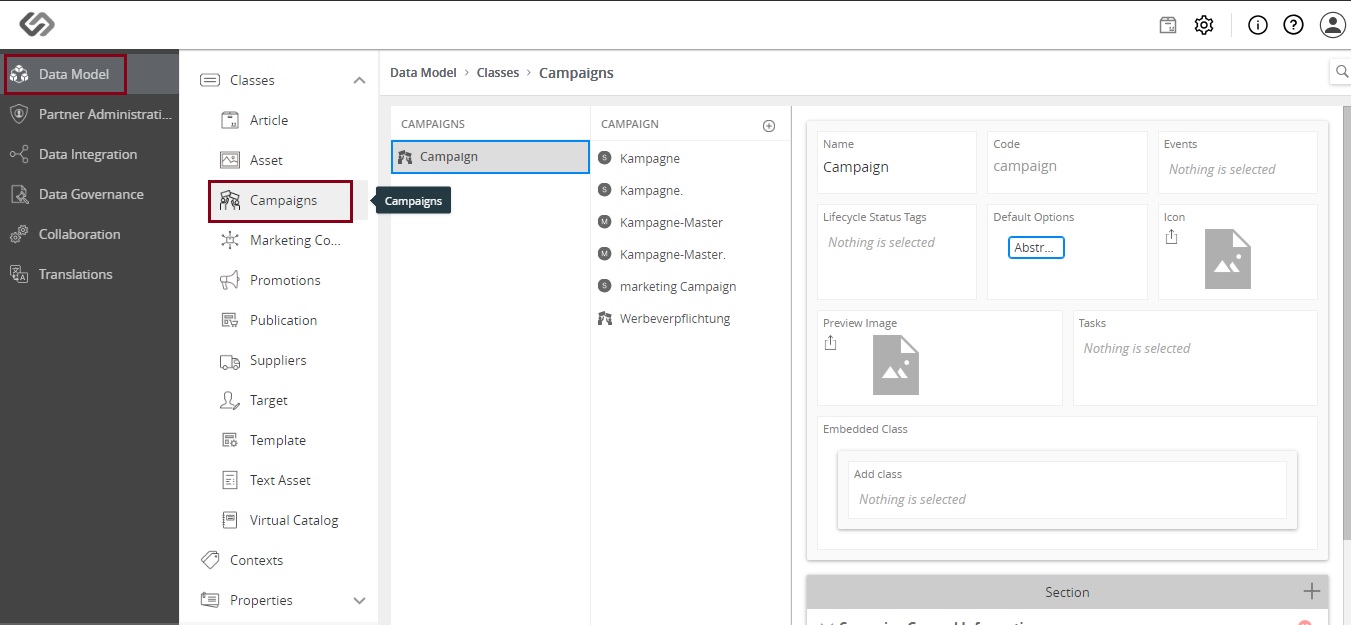 Data Model
Partner Administrati...
Data Integration
Data Governance
Collaboration
Translations
Classes
Article
Asset
Campaigns
Marketing Co...
Promotions
Publication
Suppliers
Target
Template
Text Asset
Virtual Catalog
Contexts
Properties
Campaigns
Data Model › Classes › Campaigns
CAMPAIGNS
Campaign
CAMPAIGN
S Kampagne
S Kampagne.
M Kampagne-Master
M Kampagne-Master.
S marketing Campaign
Werbeverpflichtung
Name
Campaign
Code
campaign
Events
Nothing is selected
Lifecycle Status Tags
Nothing is selected
Default Options
Abstr...
Icon
Preview Image
Tasks
Nothing is selected
Embedded Class
Add class
Nothing is selected
Section